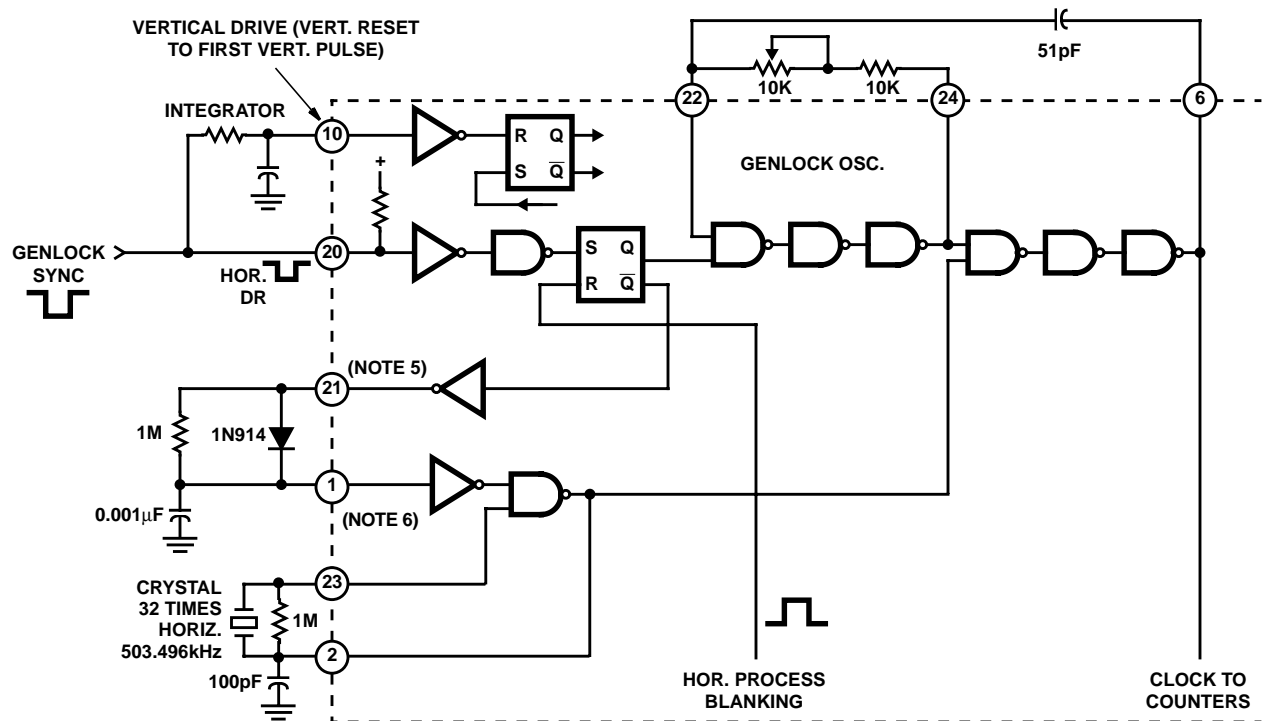 VERTICAL DRIVE (VERT. RESET
TO FIRST VERT. PULSE)
51pF
10K
10K
22
24
6
INTEGRATOR
10
R Q
S Q̅
GENLOCK OSC.
+
GENLOCK
SYNC
20
HOR.
DR
S Q
R Q̅
21
(NOTE 5)
1M
1N914
1
(NOTE 6)
0.001μF
23
CRYSTAL
32 TIMES
HORIZ.
503.496kHz
1M
2
100pF
HOR. PROCESS
BLANKING
CLOCK TO
COUNTERS